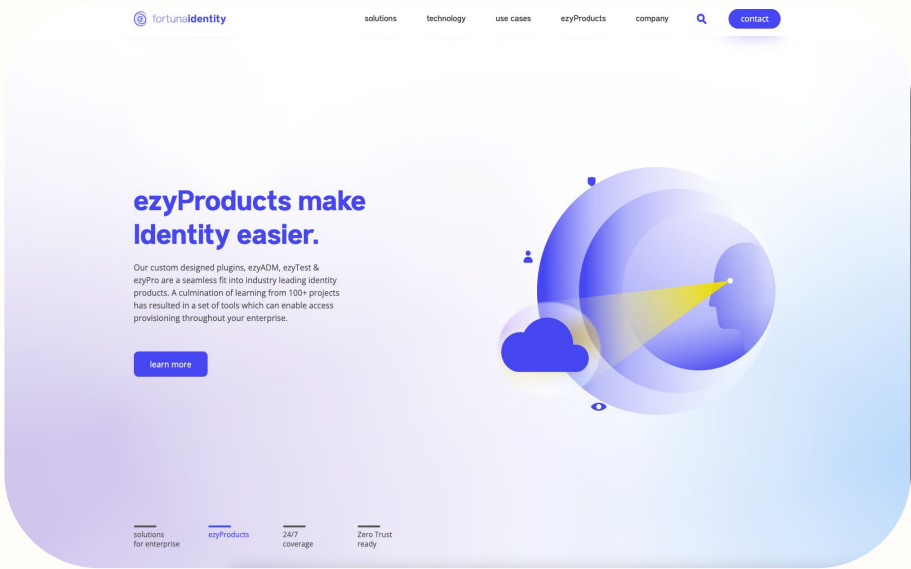 fortunaidentity
solutions
technology
use cases
ezyProducts
company
contact
ezyProducts make
Identity easier.
Our custom designed plugins, ezyADM, ezyTest &
ezyPro are a seamless fit into industry leading identity
products. A culmination of learning from 100+ projects
has resulted in a set of tools which can enable access
provisioning throughout your enterprise.
learn more
solutions
for enterprise
ezyProducts
24/7
coverage
Zero Trust
ready